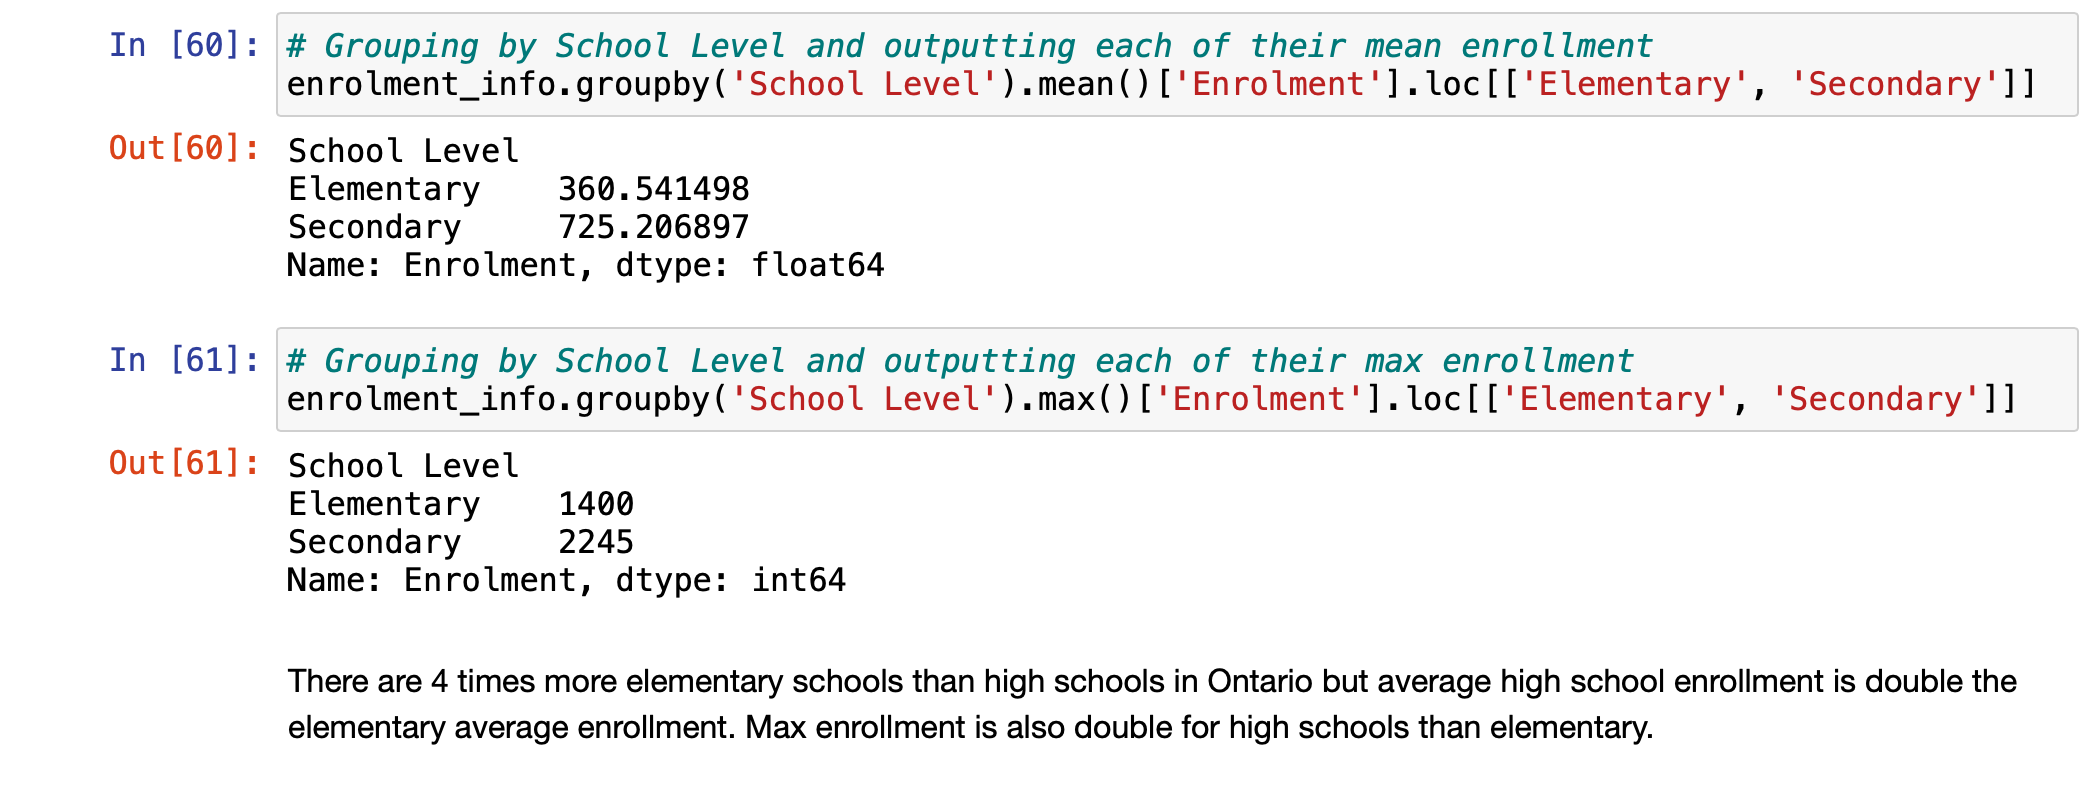 In [60]: # Grouping by School Level and outputting each of their mean enrollment
enrolment_info.groupby('School Level').mean()['Enrolment'].loc[['Elementary', 'Secondary']]
Out[60]: School Level
Elementary    360.541498
Secondary     725.206897
Name: Enrolment, dtype: float64
In [61]: # Grouping by School Level and outputting each of their max enrollment
enrolment_info.groupby('School Level').max()['Enrolment'].loc[['Elementary', 'Secondary']]
Out[61]: School Level
Elementary    1400
Secondary     2245
Name: Enrolment, dtype: int64
There are 4 times more elementary schools than high schools in Ontario but average high school enrollment is double the
elementary average enrollment. Max enrollment is also double for high schools than elementary.